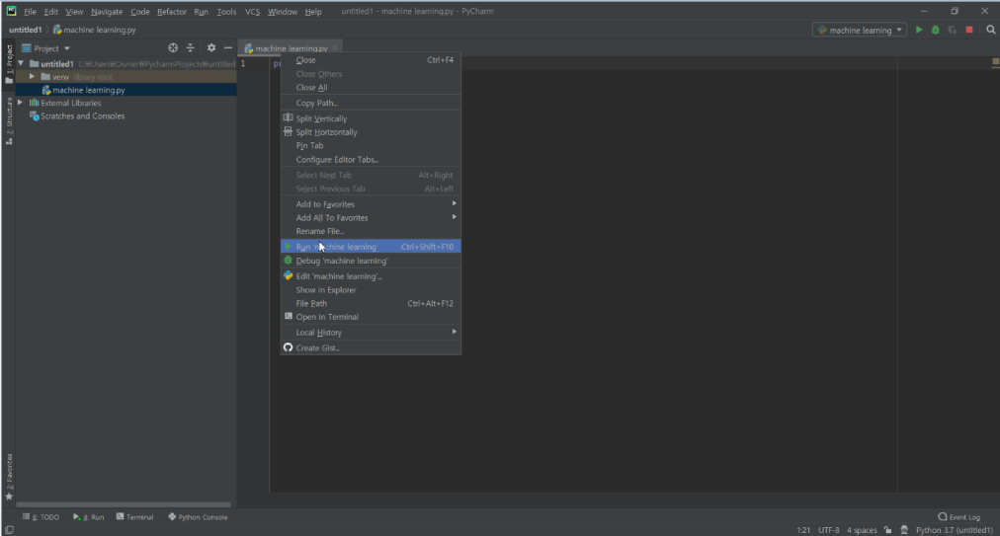 File Edit View Navigate Code Refactor Run Tools VCS Window Help untitled1 - machine learning.py - PyCharm
untitled1 machine learning.py machine learning
Project machine learning.py
1: Project
untitled1 C:₩Users₩Owner₩PycharmProjects₩untitled
venv library root
machine learning.py
External Libraries
Scratches and Consoles
Z: Structure
2: Favorites
1
Close Ctrl+F4
Close Others
Close All
Copy Path...
Split Vertically
Split Horizontally
Pin Tab
Configure Editor Tabs...
Select Next Tab Alt+Right
Select Previous Tab Alt+Left
Add to Favorites
Add All To Favorites
Rename File...
Run 'machine learning' Ctrl+Shift+F10
Debug 'machine learning'
Edit 'machine learning'...
Show in Explorer
File Path Ctrl+Alt+F12
Open in Terminal
Local History
Create Gist...
6: TODO 4: Run Terminal Python Console Event Log
1:21 UTF-8 4 spaces Python 3.7 (untitled1)